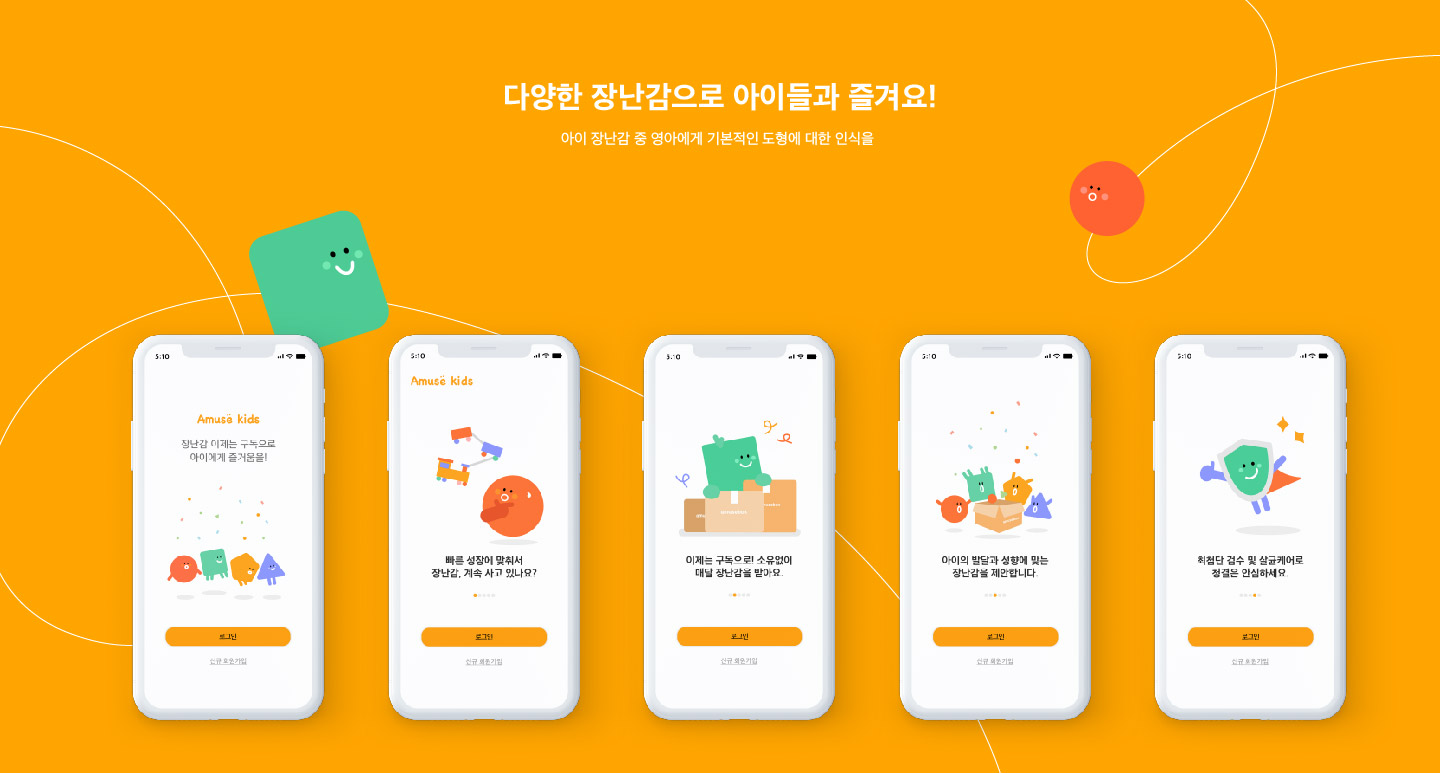 다양한 장난감으로 아이들과 즐겨요!
아이 장난감 중 영아에게 기본적인 도형에 대한 인식을
5:10
Amusë kids
장난감 이제는 구독으로
아이에게 즐거움을!
로그인
신규 회원가입
5:10
Amusë kids
빠른 성장에 맞춰서
장난감, 계속 사고 있나요?
로그인
신규 회원가입
5:10
이제는 구독으로! 소유없이
매달 장난감을 받아요.
로그인
신규 회원가입
5:10
아이의 발달과 성향에 맞는
장난감을 제안합니다.
로그인
신규 회원가입
5:10
최첨단 검수 및 살균케어로
청결은 안심하세요.
로그인
신규 회원가입